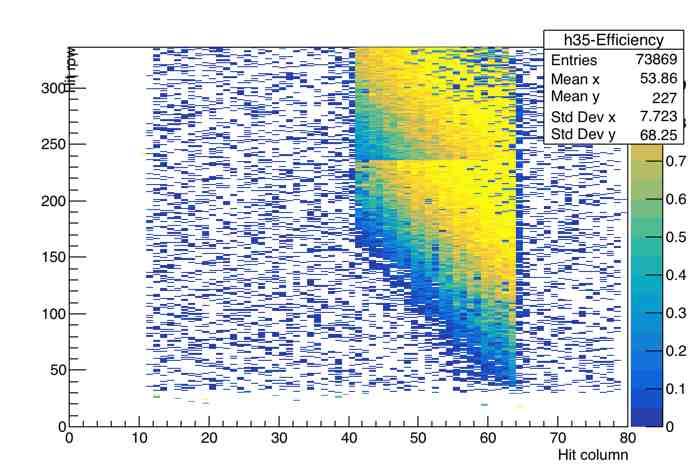 h35-Efficiency
Entries 73869
Mean x 53.86
Mean y 227
Std Dev x 7.723
Std Dev y 68.25
300
250
200
150
100
50
0
0 10 20 30 40 50 60 70 80
Hit column
0.7
0.6
0.5
0.4
0.3
0.2
0.1
0